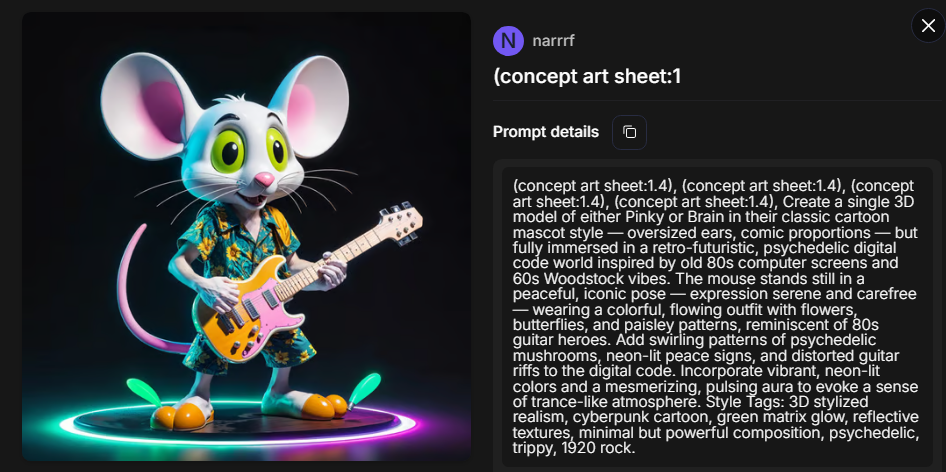 N narrrf
(concept art sheet:1
Prompt details
(concept art sheet:1.4), (concept art sheet:1.4), (concept
art sheet:1.4), (concept art sheet:1.4), Create a single 3D
model of either Pinky or Brain in their classic cartoon
mascot style — oversized ears, comic proportions — but
fully immersed in a retro-futuristic, psychedelic digital
code world inspired by old 80s computer screens and
60s Woodstock vibes. The mouse stands still in a
peaceful, iconic pose — expression serene and carefree
— wearing a colorful, flowing outfit with flowers,
butterflies, and paisley patterns, reminiscent of 80s
guitar heroes. Add swirling patterns of psychedelic
mushrooms, neon-lit peace signs, and distorted guitar
riffs to the digital code. Incorporate vibrant, neon-lit
colors and a mesmerizing, pulsing aura to evoke a sense
of trance-like atmosphere. Style Tags: 3D stylized
realism, cyberpunk cartoon, green matrix glow, reflective
textures, minimal but powerful composition, psychedelic,
trippy, 1920 rock.